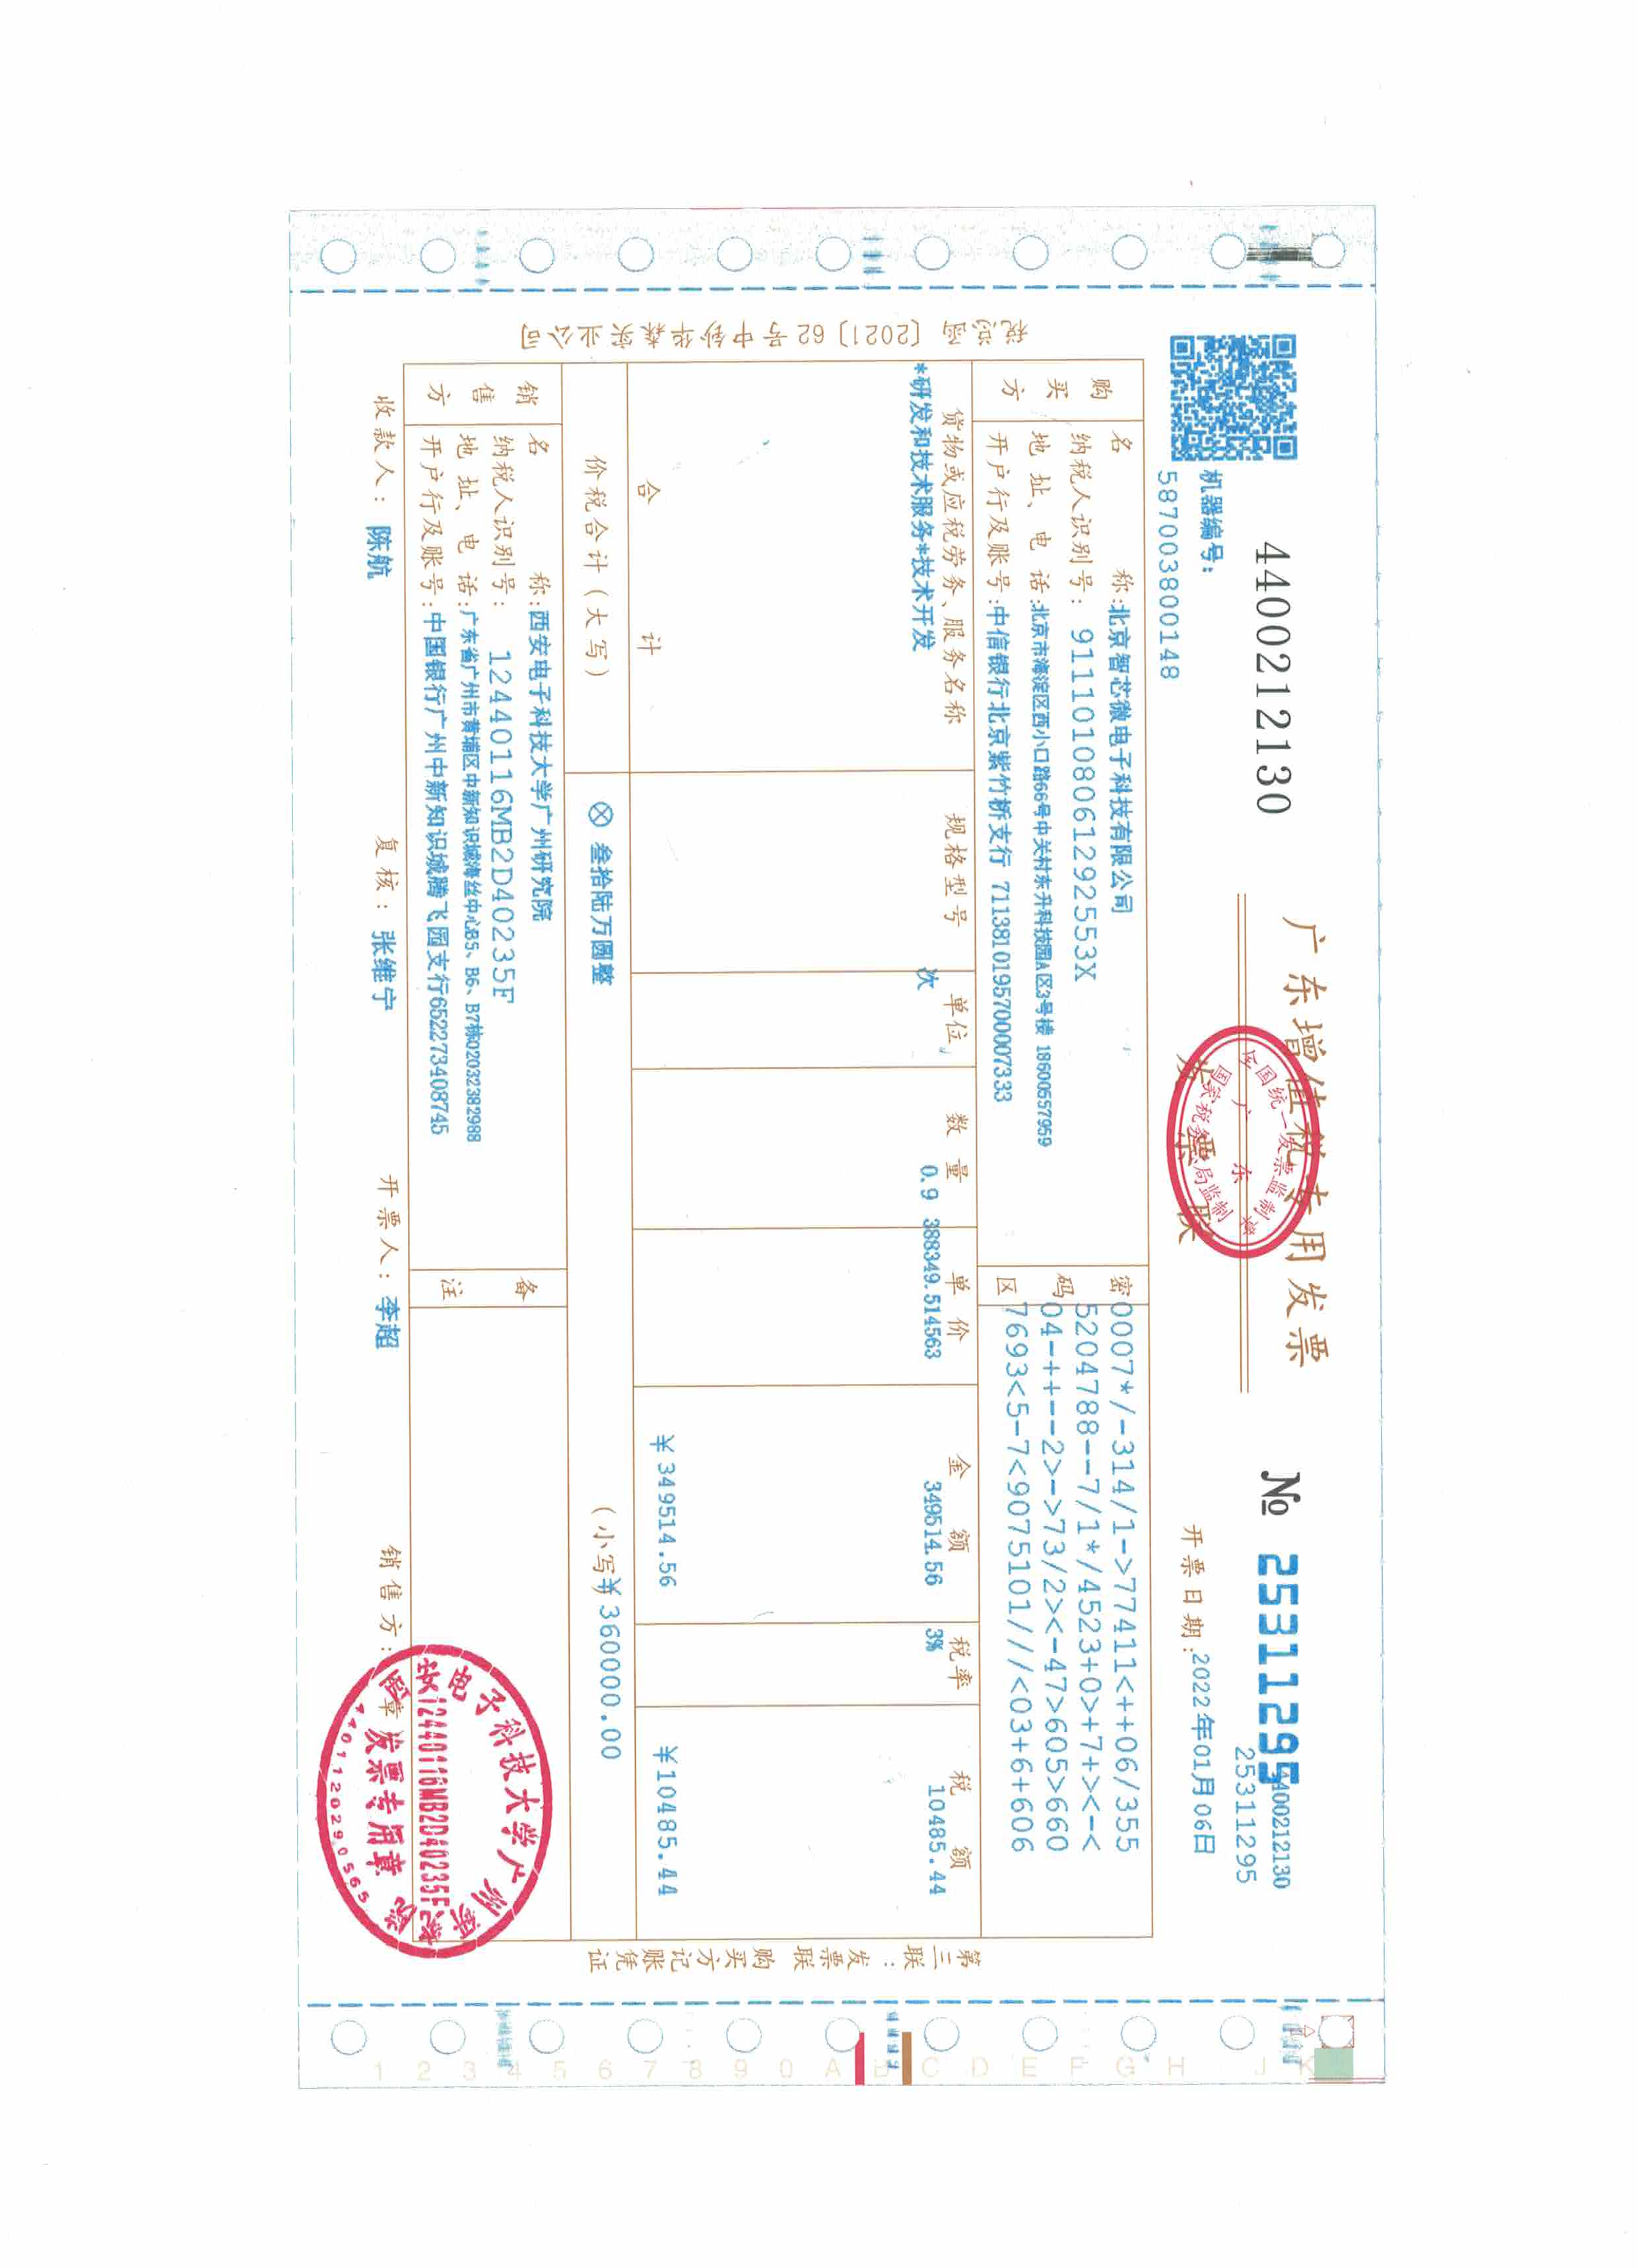 4400212130
广东增值税专用发票
№ 25311295
4400212130
25311295
机器编号:
587003800148
发票联
全国统一发票监制章
广东
国家税务总局监制
开票日期: 2022年01月06日
税总函〔2021〕62号中钞华森实业公司
购买方
名称: 北京智芯微电子科技有限公司
纳税人识别号: 91110108061292553X
地址、电话: 北京市海淀区西小口路66号中关村东升科技园A区3号楼 18600657959
开户行及账号: 中信银行北京紫竹桥支行 7113810195700007333
密码区
0007*/-314/1->77411<++06/355
5204788--7/1*/4523+0>+7+><-<
04-++--2>->73/2><-47>605>660
7693<5-7<9075101///<03+6+606
货物或应税劳务、服务名称 规格型号 单位 数量 单价 金额 税率 税额
*研发和技术服务*技术开发 次 0.9 388349.514563 349514.56 3% 10485.44
合计 ¥349514.56 ¥10485.44
价税合计(大写) ⊗ 叁拾陆万圆整 (小写)¥360000.00
销售方
名称: 西安电子科技大学广州研究院
纳税人识别号: 12440116MB2D40235F
地址、电话: 广东省广州市黄埔区中新知识城海丝中心B5、B6、B7栋02032382988
开户行及账号: 中国银行广州中新知识城腾飞园支行652273408745
备注
收款人: 陈航 复核: 张维宁 开票人: 李超 销售方:(章)
西安电子科技大学广州研究院
12440116MB2D40235F
发票专用章
4401120290565
第三联:发票联 购买方记账凭证
1 2 3 4 5 6 7 8 9 0 A B C D E F G H J K